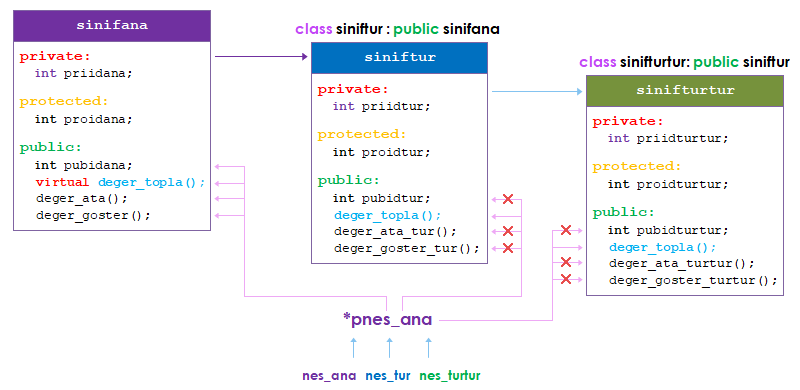 sinifana
private:
int priidana;
protected:
int proidana;
public:
int pubidana;
virtual deger_topla();
deger_ata();
deger_goster();
class siniftur : public sinifana
siniftur
private:
int priidtur;
protected:
int proidtur;
public:
int pubidtur;
deger_topla();
deger_ata_tur();
deger_goster_tur();
class sinifturtur: public siniftur
sinifturtur
private:
int priidturtur;
protected:
int proidturtur;
public:
int pubidturtur;
deger_topla();
deger_ata_turtur();
deger_goster_turtur();
*pnes_ana
nes_ana nes_tur nes_turtur